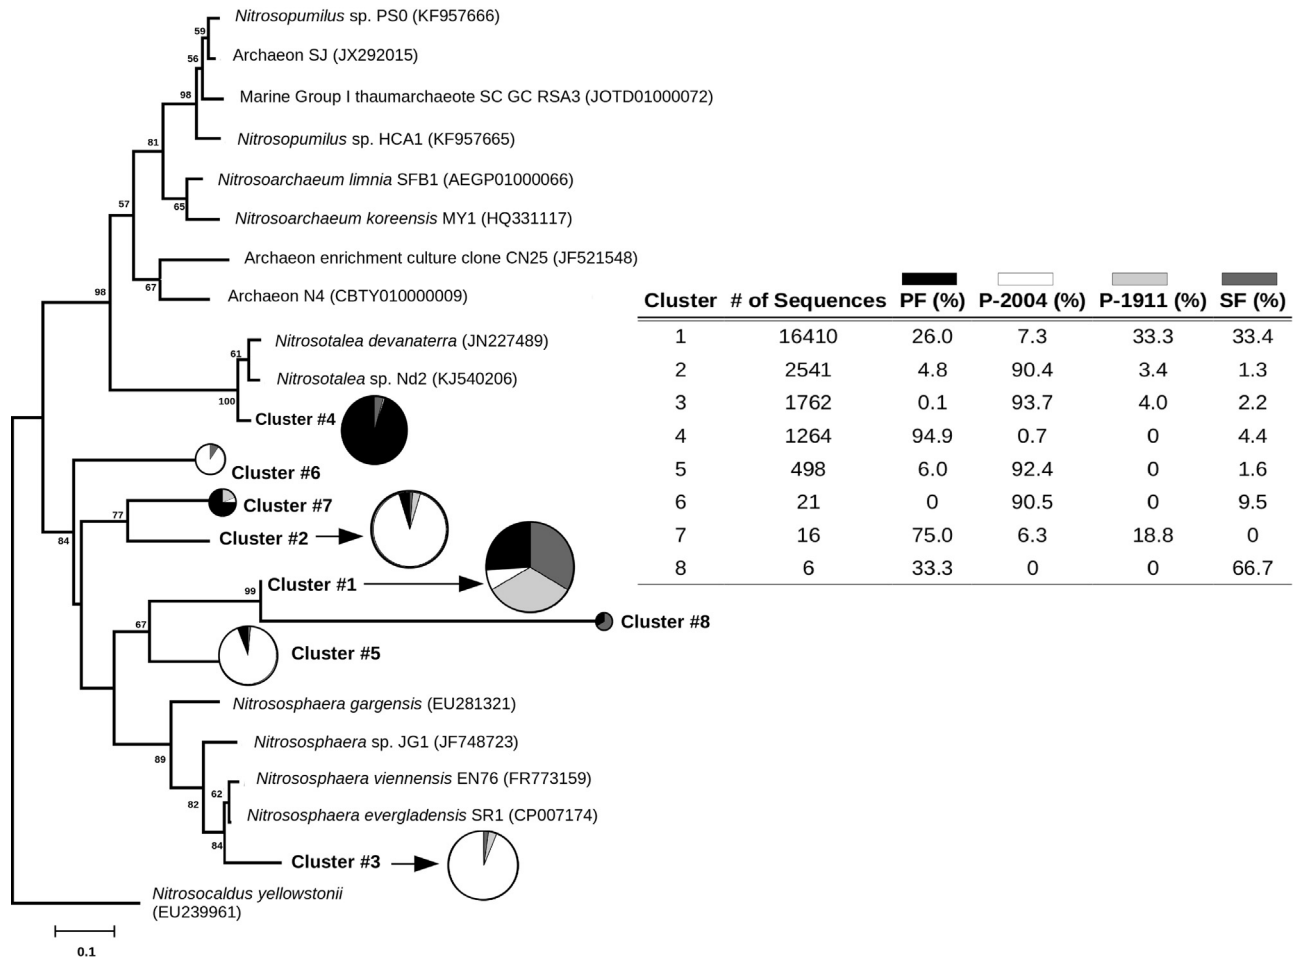 Nitrosopumilus sp. PS0 (KF957666)
59
Archaeon SJ (JX292015)
56
Marine Group I thaumarchaeote SC GC RSA3 (JOTD01000072)
98
Nitrosopumilus sp. HCA1 (KF957665)
81
Nitrosoarchaeum limnia SFB1 (AEGP01000066)
65
57
Nitrosoarchaeum koreensis MY1 (HQ331117)
Archaeon enrichment culture clone CN25 (JF521548)
67
98
Archaeon N4 (CBTY010000009)
Nitrosotalea devanaterra (JN227489)
61
Nitrosotalea sp. Nd2 (KJ540206)
100
Cluster #4
Cluster #6
Cluster #7
77
Cluster #2
84
Cluster #1
99
Cluster #8
67
Cluster #5
Nitrososphaera gargensis (EU281321)
Nitrososphaera sp. JG1 (JF748723)
89
Nitrososphaera viennensis EN76 (FR773159)
62
82
Nitrososphaera evergladensis SR1 (CP007174)
84
Cluster #3
Nitrosocaldus yellowstonii
(EU239961)
0.1
Cluster # of Sequences PF (%) P-2004 (%) P-1911 (%) SF (%)
1 16410 26.0 7.3 33.3 33.4
2 2541 4.8 90.4 3.4 1.3
3 1762 0.1 93.7 4.0 2.2
4 1264 94.9 0.7 0 4.4
5 498 6.0 92.4 0 1.6
6 21 0 90.5 0 9.5
7 16 75.0 6.3 18.8 0
8 6 33.3 0 0 66.7